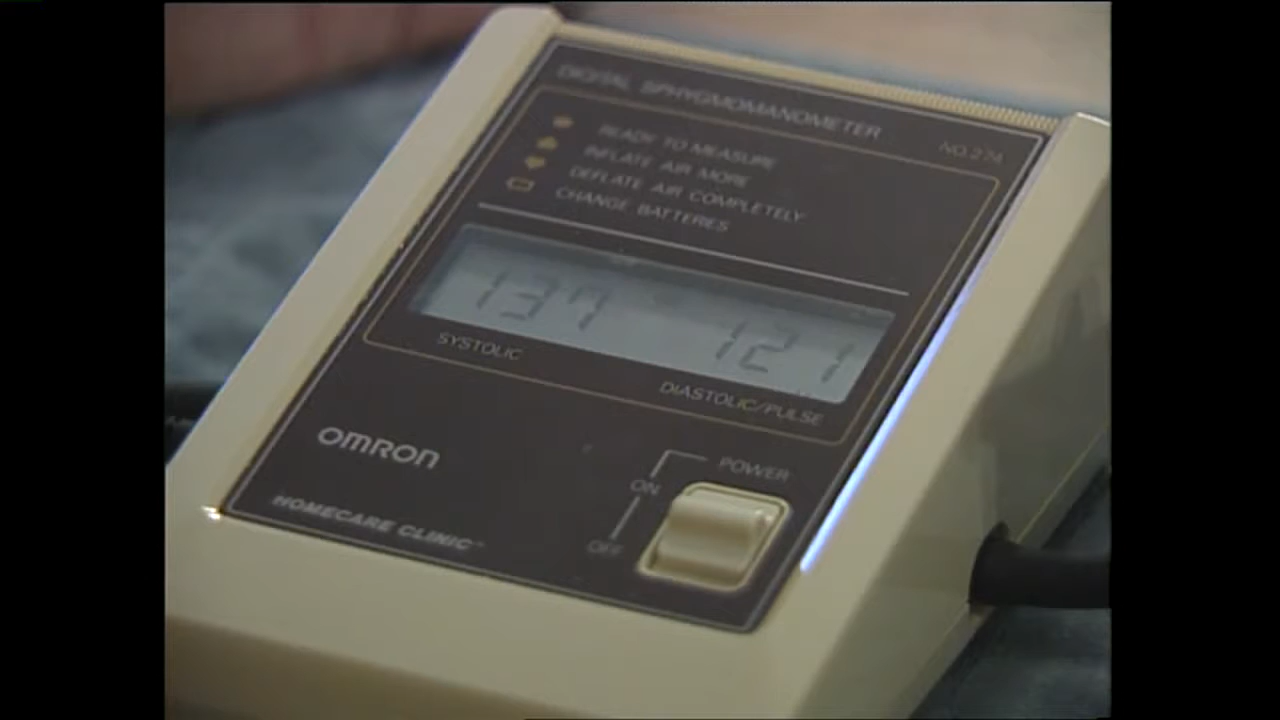 DIGITAL SPHYGMOMANOMETER
NO.274
READY TO MEASURE
INFLATE AIR MORE
DEFLATE AIR COMPLETELY
CHANGE BATTERIES
137 121
SYSTOLIC
DIASTOLIC/PULSE
OMRON
POWER
ON
OFF
HOMECARE CLINIC™